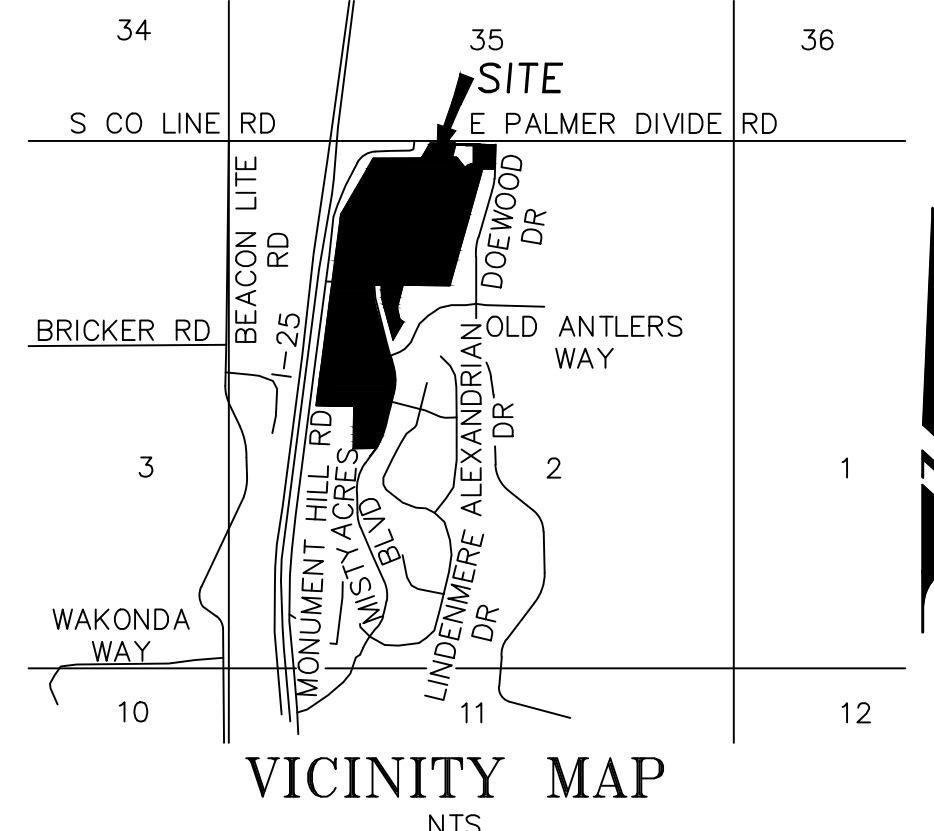 34
35
36
SITE
S CO LINE RD
E PALMER DIVIDE RD
BEACON LITE
RD
DOEWOOD
DR
I-25
BRICKER RD
OLD ANTLERS
WAY
ALEXANDRIAN
DR
3
2
1
MONUMENT HILL RD
MISTY ACRES
BLVD
LINDENMERE
DR
WAKONDA
WAY
10
11
12
VICINITY MAP
NTS